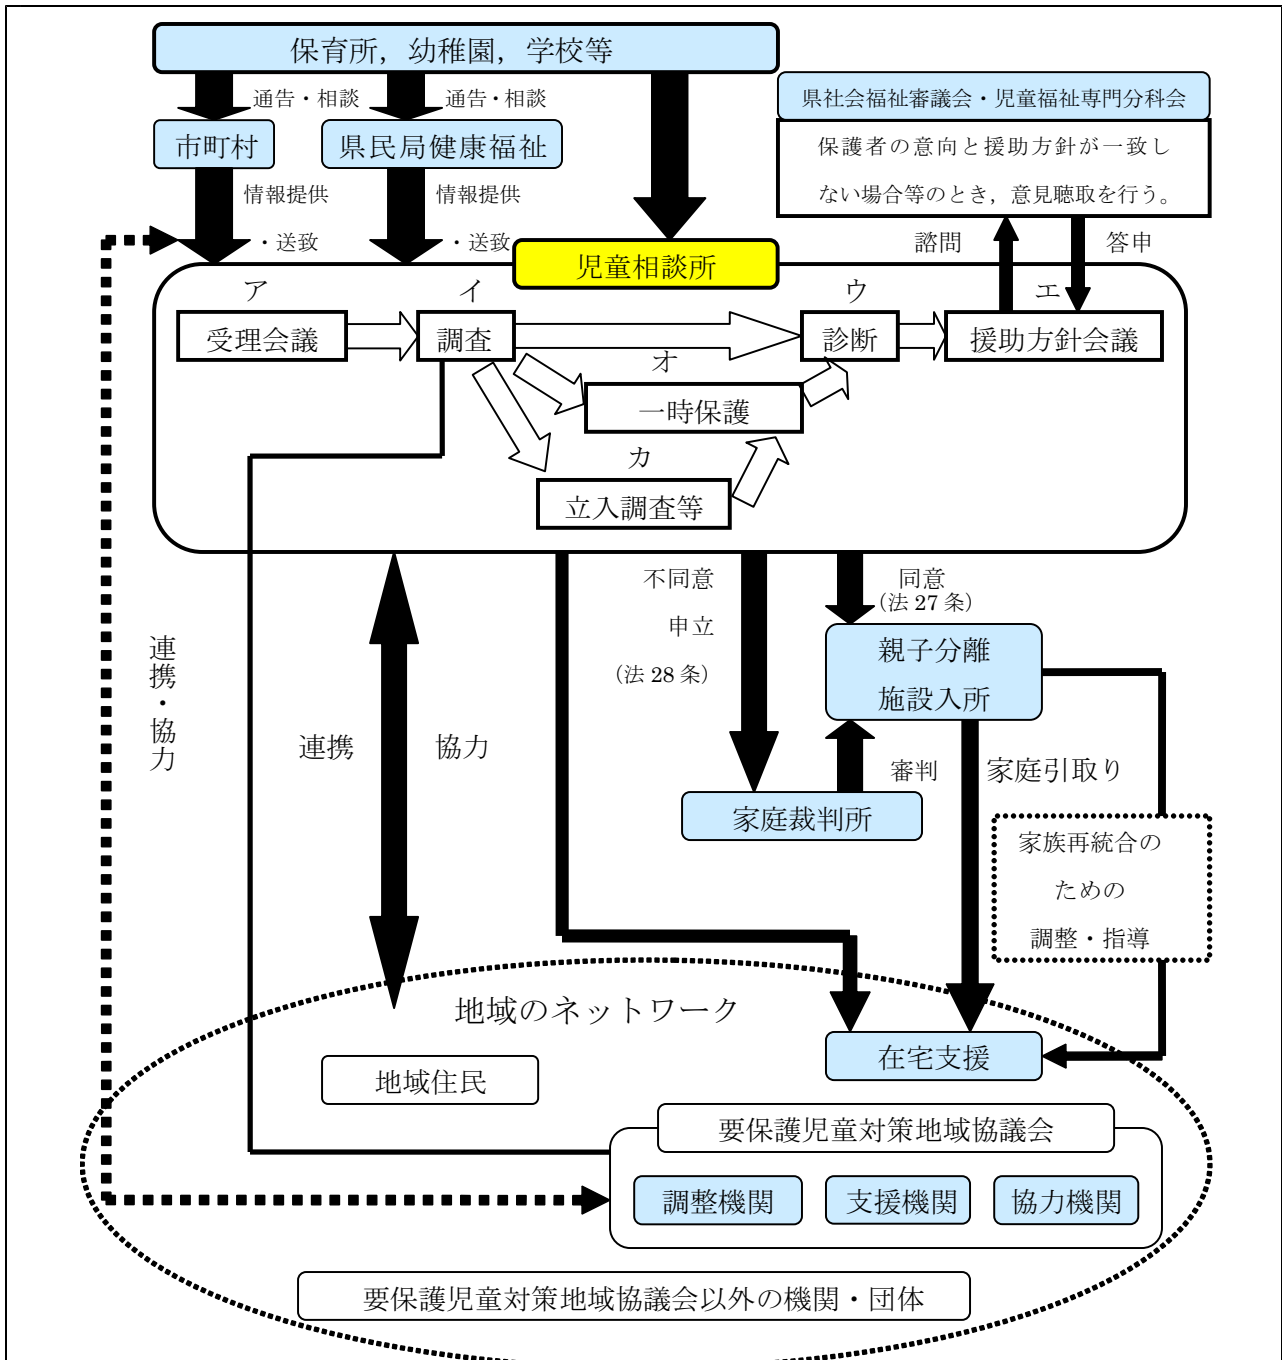 保育所，幼稚園，学校等
通告・相談
通告・相談
市町村
県民局健康福祉
情報提供
・送致
情報提供
・送致
県社会福祉審議会・児童福祉専門分科会
保護者の意向と援助方針が一致し
ない場合等のとき，意見聴取を行う。
諮問
答申
児童相談所
ア
イ
ウ
エ
受理会議
調査
診断
援助方針会議
オ
一時保護
カ
立入調査等
不同意
申立
（法 28 条）
同意
（法 27 条）
親子分離
施設入所
連携・協力
連携
協力
審判
家庭引取り
家庭裁判所
家族再統合の
ための
調整・指導
地域のネットワーク
在宅支援
地域住民
要保護児童対策地域協議会
調整機関
支援機関
協力機関
要保護児童対策地域協議会以外の機関・団体